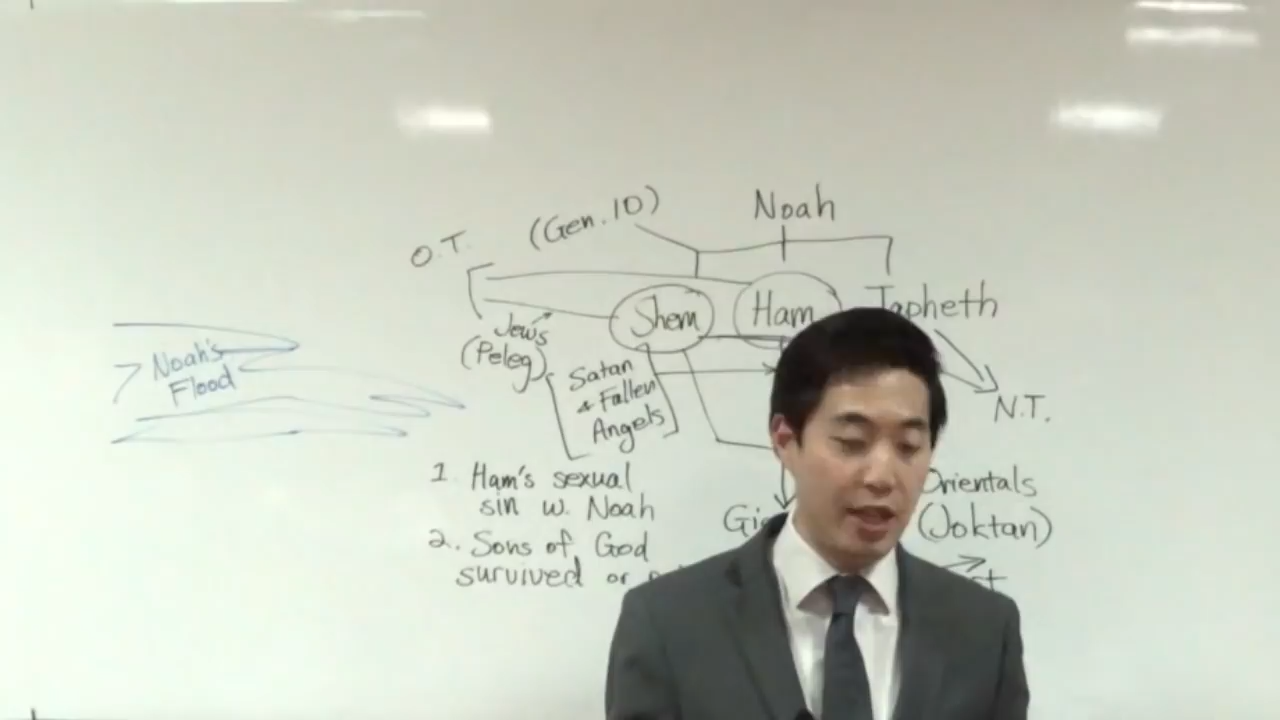 Noah
(Gen. 10)
O.T.
Shem
Ham
Japheth
Jews
(Peleg)
Noah's
Flood
Satan
& Fallen
Angels
N.T.
1. Ham's sexual
sin w. Noah
2. Sons of God
survived or
Orientals
(Joktan)